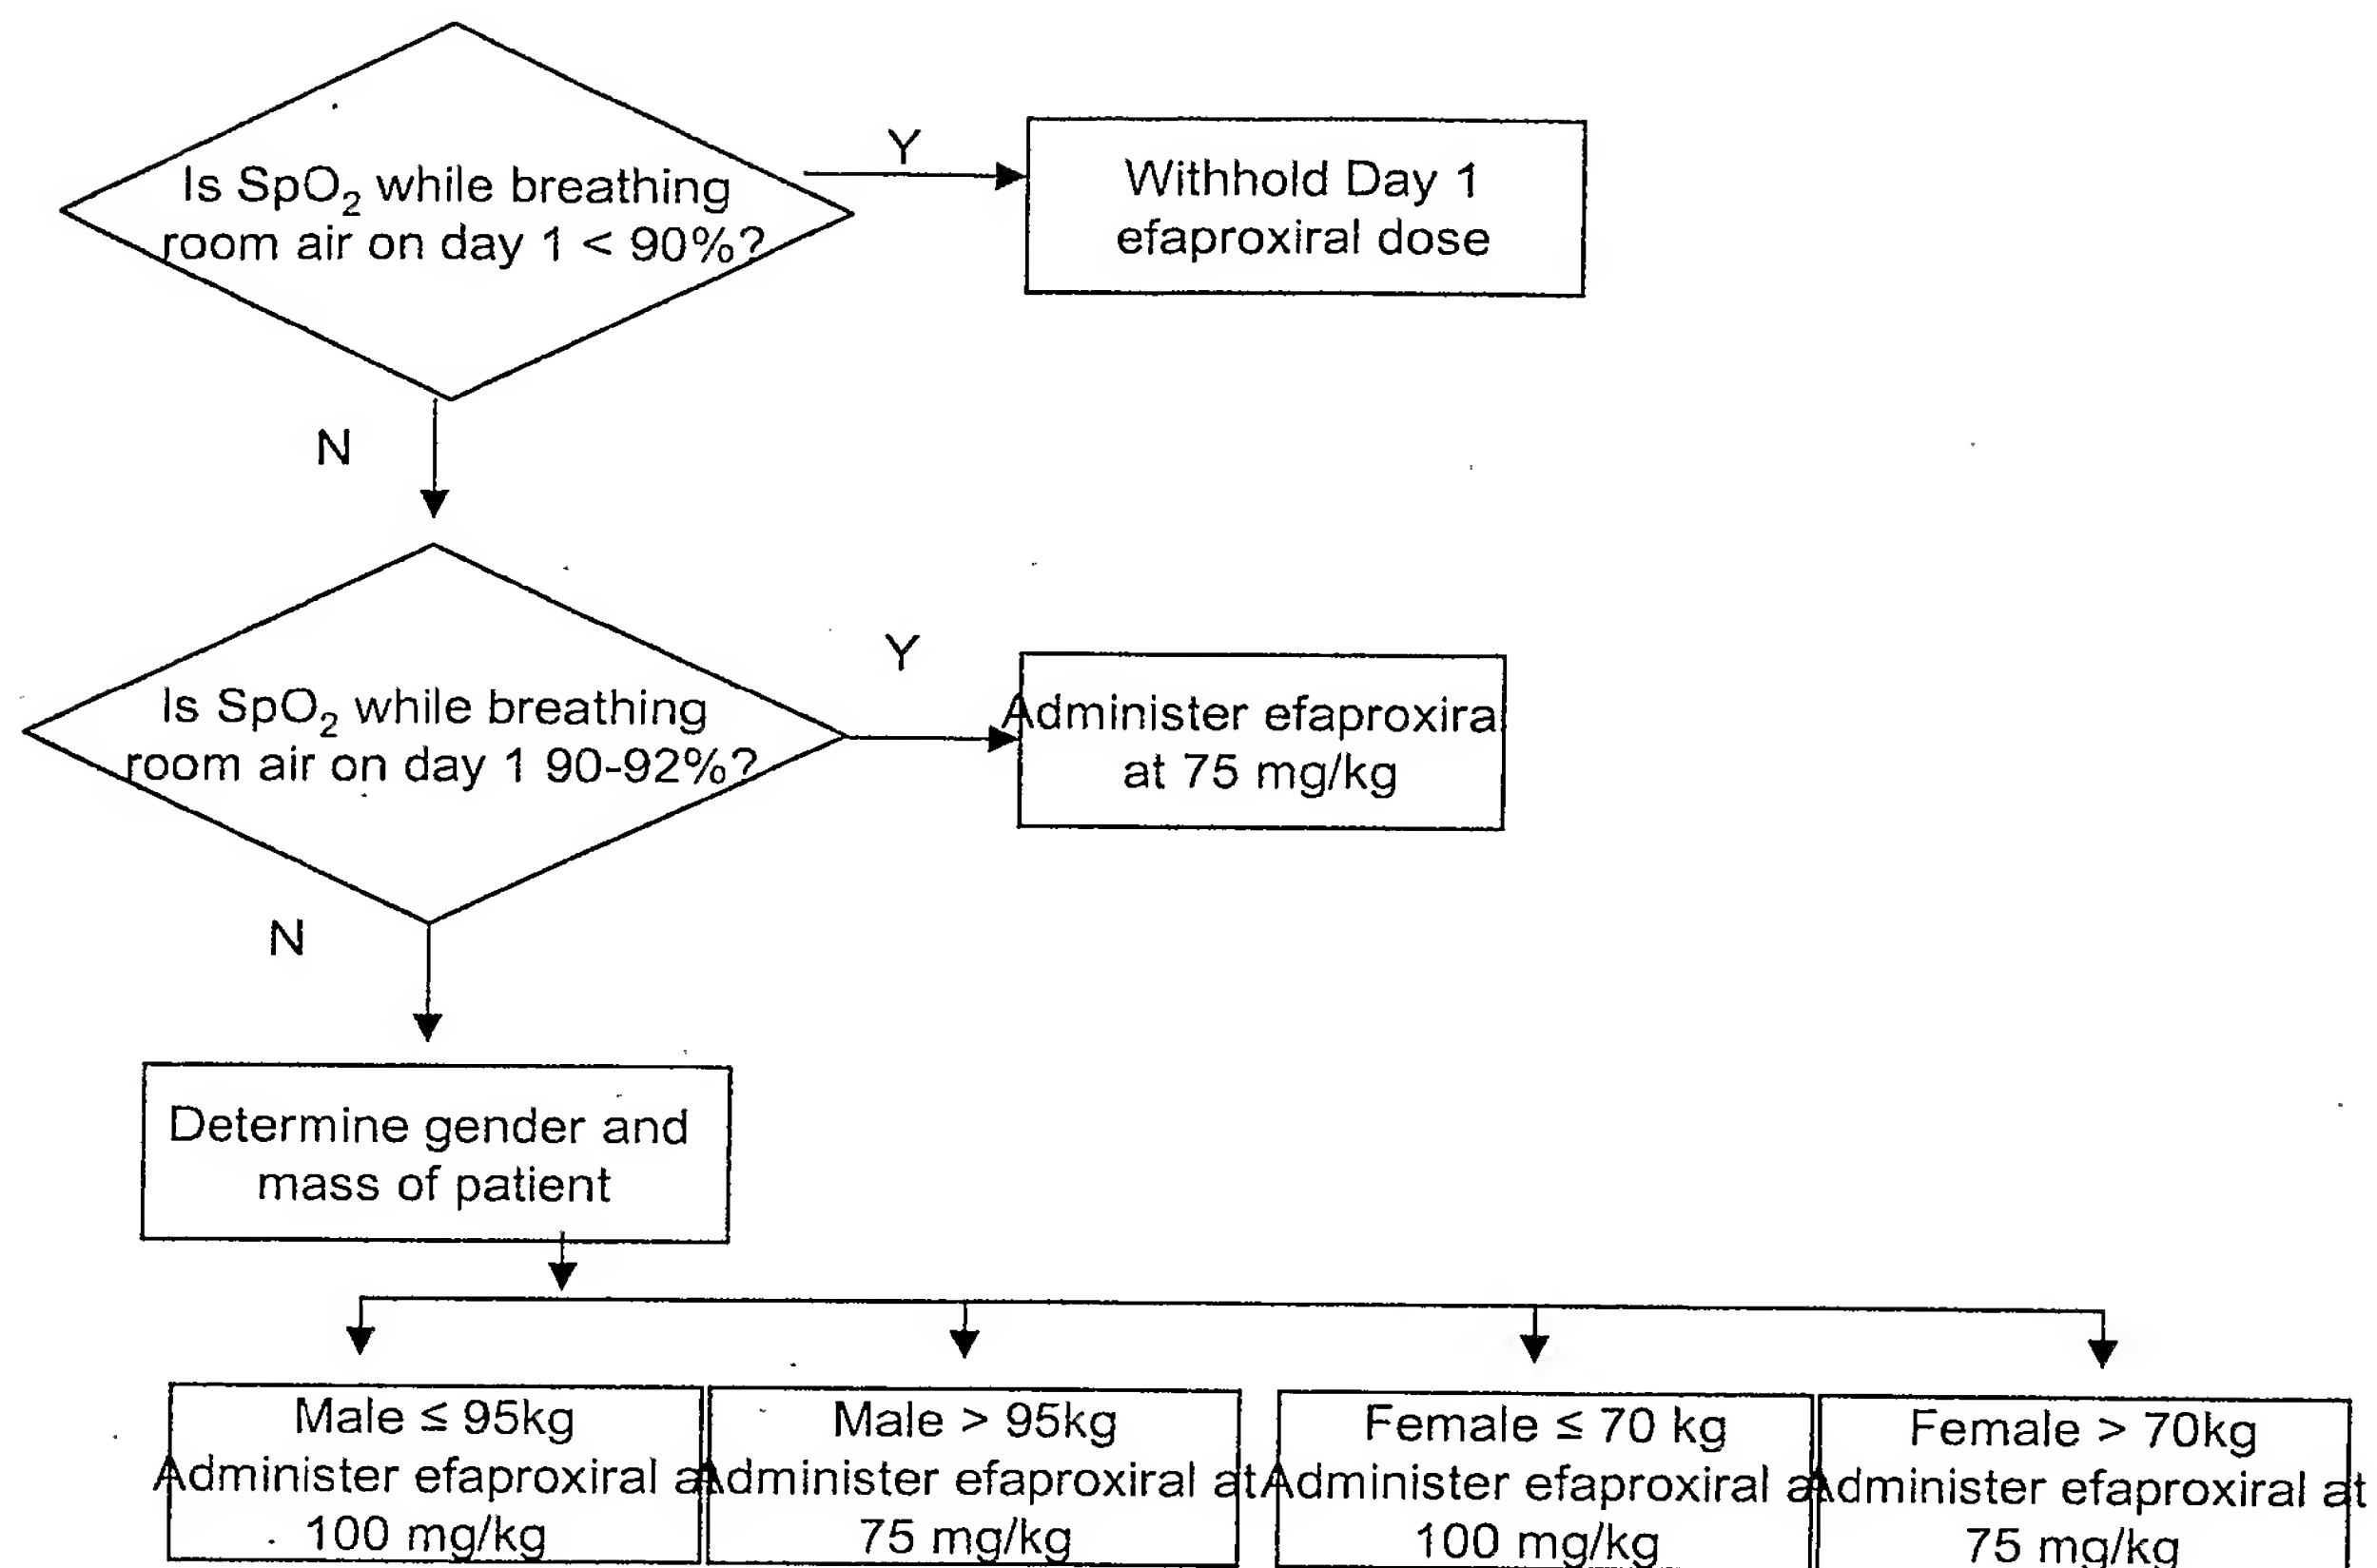 Is SpO₂ while breathing
room air on day 1 < 90%?
Y
Withhold Day 1
efaproxiral dose
N
Is SpO₂ while breathing
room air on day 1 90-92%?
Y
Administer efaproxiral
at 75 mg/kg
N
Determine gender and
mass of patient
Male ≤ 95kg
Administer efaproxiral at
100 mg/kg
Male > 95kg
Administer efaproxiral at
75 mg/kg
Female ≤ 70 kg
Administer efaproxiral at
100 mg/kg
Female > 70kg
Administer efaproxiral at
75 mg/kg